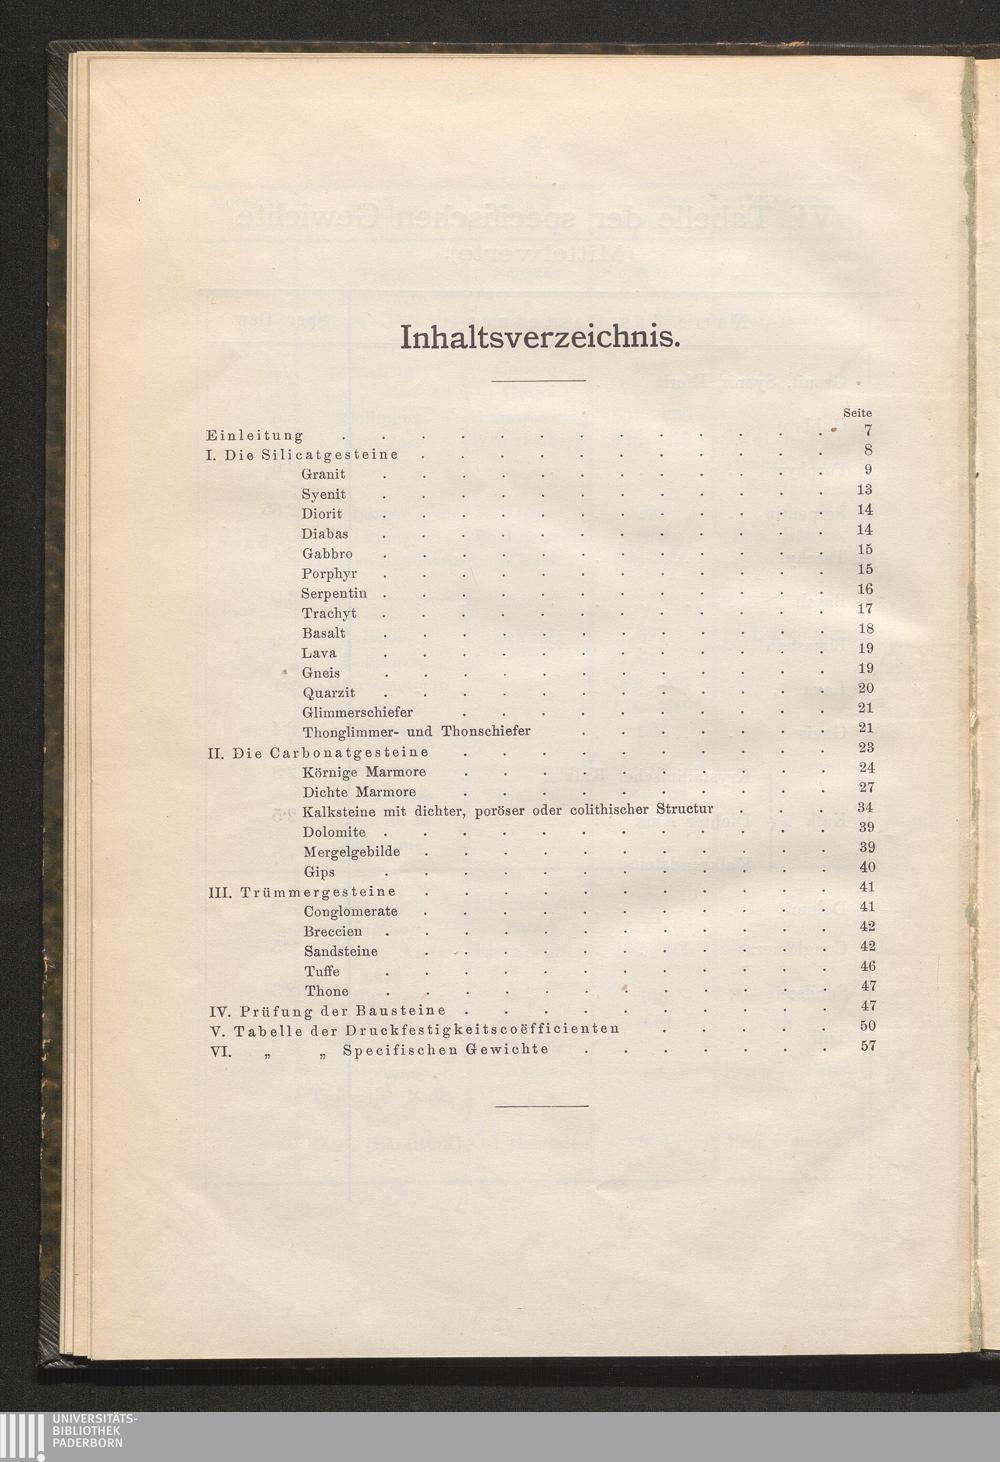 Inhaltsverzeichnis.
Seite
Einleitung . . . . . . . . . . . . . 7
I. Die Silicatgesteine . . . . . . . . . . . 8
Granit . . . . . . . . . . . . 9
Syenit . . . . . . . . . . . . 13
Diorit . . . . . . . . . . . . 14
Diabas . . . . . . . . . . . . 14
Gabbro . . . . . . . . . . . . 15
Porphyr . . . . . . . . . . . . 15
Serpentin . . . . . . . . . . . . 16
Trachyt . . . . . . . . . . . . 17
Basalt . . . . . . . . . . . . 18
Lava . . . . . . . . . . . . 19
Gneis . . . . . . . . . . . . 19
Quarzit . . . . . . . . . . . . 20
Glimmerschiefer . . . . . . . . . . 21
Thonglimmer- und Thonschiefer . . . . . . . 21
II. Die Carbonatgesteine . . . . . . . . . . 23
Körnige Marmore . . . . . . . . . . 24
Dichte Marmore . . . . . . . . . . 27
Kalksteine mit dichter, poröser oder colithischer Structur . . . 34
Dolomite . . . . . . . . . . . . 39
Mergelgebilde . . . . . . . . . . . 39
Gips . . . . . . . . . . . . 40
III. Trümmergesteine . . . . . . . . . . . 41
Conglomerate . . . . . . . . . . . 41
Breccien . . . . . . . . . . . . 42
Sandsteine . . . . . . . . . . . 42
Tuffe . . . . . . . . . . . . 46
Thone . . . . . . . . . . . . 47
IV. Prüfung der Bausteine . . . . . . . . . . 47
V. Tabelle der Druckfestigkeitscoëfficienten . . . . . 50
VI. „ „ Specifischen Gewichte . . . . . . . 57
UNIVERSITÄTS-
BIBLIOTHEK
PADERBORN